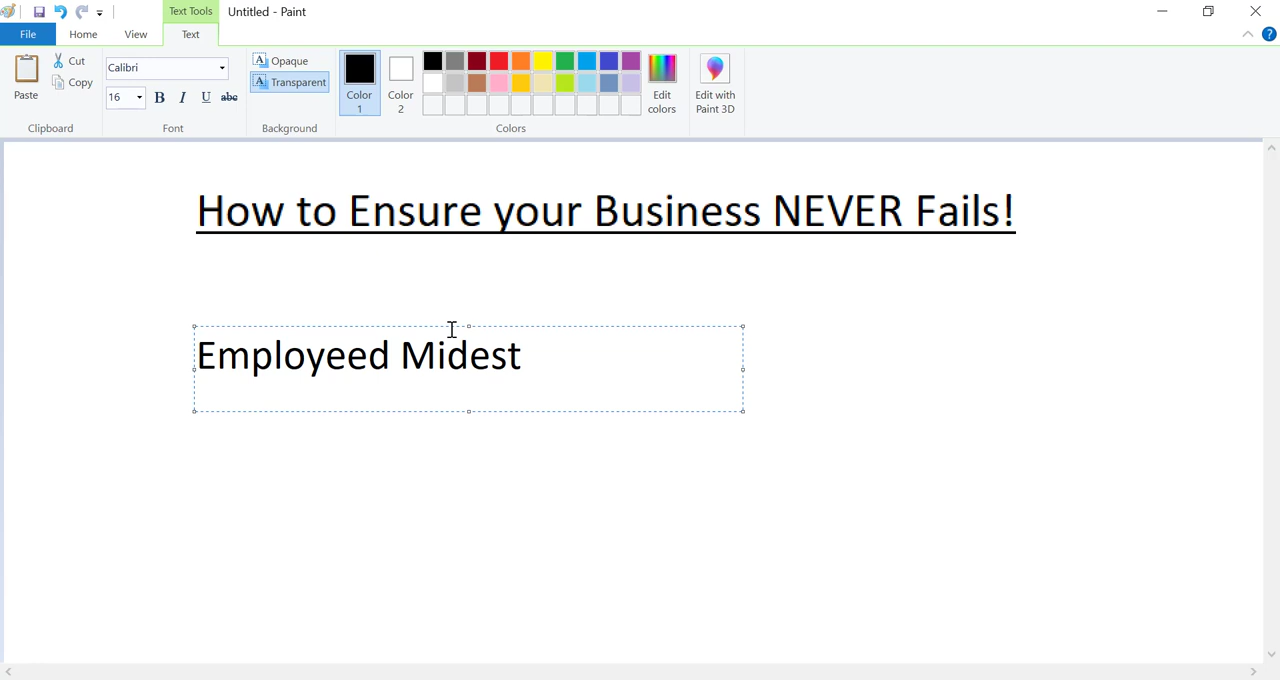 Text Tools Untitled - Paint
File Home View Text
Paste Cut Copy Clipboard
Calibri 16 B I U abc Font
Opaque Transparent Background
Color 1 Color 2 Edit colors Colors
Edit with Paint 3D
How to Ensure your Business NEVER Fails!
Employeed Midest